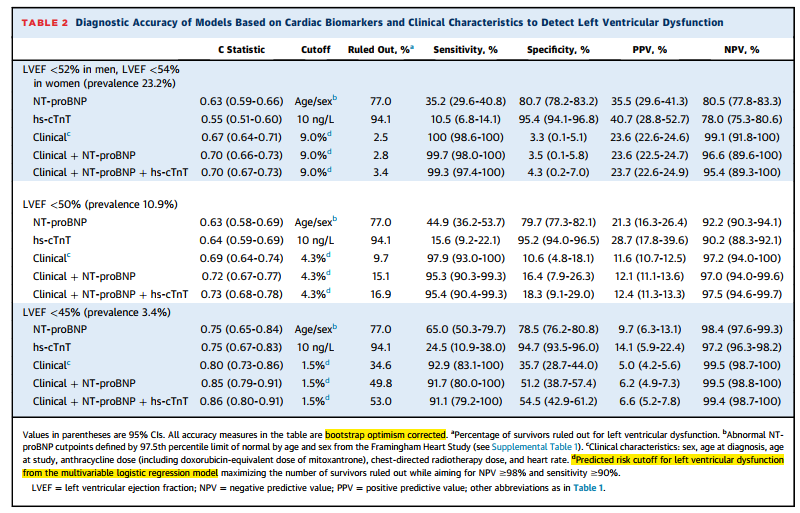 TABLE 2 Diagnostic Accuracy of Models Based on Cardiac Biomarkers and Clinical Characteristics to Detect Left Ventricular Dysfunction
C Statistic Cutoff Ruled Out, %a Sensitivity, % Specificity, % PPV, % NPV, %
LVEF <52% in men, LVEF <54%
in women (prevalence 23.2%)
NT-proBNP 0.63 (0.59-0.66) Age/sexb 77.0 35.2 (29.6-40.8) 80.7 (78.2-83.2) 35.5 (29.6-41.3) 80.5 (77.8-83.3)
hs-cTnT 0.55 (0.51-0.60) 10 ng/L 94.1 10.5 (6.8-14.1) 95.4 (94.1-96.8) 40.7 (28.8-52.7) 78.0 (75.3-80.6)
Clinicalc 0.67 (0.64-0.71) 9.0%d 2.5 100 (98.6-100) 3.3 (0.1-5.1) 23.6 (22.6-24.6) 99.1 (91.8-100)
Clinical + NT-proBNP 0.70 (0.66-0.73) 9.0%d 2.8 99.7 (98.0-100) 3.5 (0.1-5.8) 23.6 (22.5-24.7) 96.6 (89.6-100)
Clinical + NT-proBNP + hs-cTnT 0.70 (0.67-0.73) 9.0%d 3.4 99.3 (97.4-100) 4.3 (0.2-7.0) 23.7 (22.6-24.9) 95.4 (89.3-100)
LVEF <50% (prevalence 10.9%)
NT-proBNP 0.63 (0.58-0.69) Age/sexb 77.0 44.9 (36.2-53.7) 79.7 (77.3-82.1) 21.3 (16.3-26.4) 92.2 (90.3-94.1)
hs-cTnT 0.64 (0.59-0.69) 10 ng/L 94.1 15.6 (9.2-22.1) 95.2 (94.0-96.5) 28.7 (17.8-39.6) 90.2 (88.3-92.1)
Clinicalc 0.69 (0.64-0.74) 4.3%d 9.7 97.9 (93.0-100) 10.6 (4.8-18.1) 11.6 (10.7-12.5) 97.2 (94.0-100)
Clinical + NT-proBNP 0.72 (0.67-0.77) 4.3%d 15.1 95.3 (90.3-99.3) 16.4 (7.9-26.3) 12.1 (11.1-13.6) 97.0 (94.0-99.6)
Clinical + NT-proBNP + hs-cTnT 0.73 (0.68-0.78) 4.3%d 16.9 95.4 (90.4-99.3) 18.3 (9.1-29.0) 12.4 (11.3-13.3) 97.5 (94.6-99.7)
LVEF <45% (prevalence 3.4%)
NT-proBNP 0.75 (0.65-0.84) Age/sexb 77.0 65.0 (50.3-79.7) 78.5 (76.2-80.8) 9.7 (6.3-13.1) 98.4 (97.6-99.3)
hs-cTnT 0.75 (0.67-0.83) 10 ng/L 94.1 24.5 (10.9-38.0) 94.7 (93.5-96.0) 14.1 (5.9-22.4) 97.2 (96.3-98.2)
Clinicalc 0.80 (0.73-0.86) 1.5%d 34.6 92.9 (83.1-100) 35.7 (28.7-44.0) 5.0 (4.2-5.6) 99.5 (98.7-100)
Clinical + NT-proBNP 0.85 (0.79-0.91) 1.5%d 49.8 91.7 (80.0-100) 51.2 (38.7-57.4) 6.2 (4.9-7.3) 99.5 (98.8-100)
Clinical + NT-proBNP + hs-cTnT 0.86 (0.80-0.91) 1.5%d 53.0 91.1 (79.2-100) 54.5 (42.9-61.2) 6.6 (5.2-7.8) 99.4 (98.7-100)
Values in parentheses are 95% CIs. All accuracy measures in the table are bootstrap optimism corrected. aPercentage of survivors ruled out for left ventricular dysfunction. bAbnormal NT-
proBNP cutpoints defined by 97.5th percentile limit of normal by age and sex from the Framingham Heart Study (see Supplemental Table 1). cClinical characteristics: sex, age at diagnosis, age
at study, anthracycline dose (including doxorubicin-equivalent dose of mitoxantrone), chest-directed radiotherapy dose, and heart rate. dPredicted risk cutoff for left ventricular dysfunction
from the multivariable logistic regression model maximizing the number of survivors ruled out while aiming for NPV ≥98% and sensitivity ≥90%.
LVEF = left ventricular ejection fraction; NPV = negative predictive value; PPV = positive predictive value; other abbreviations as in Table 1.